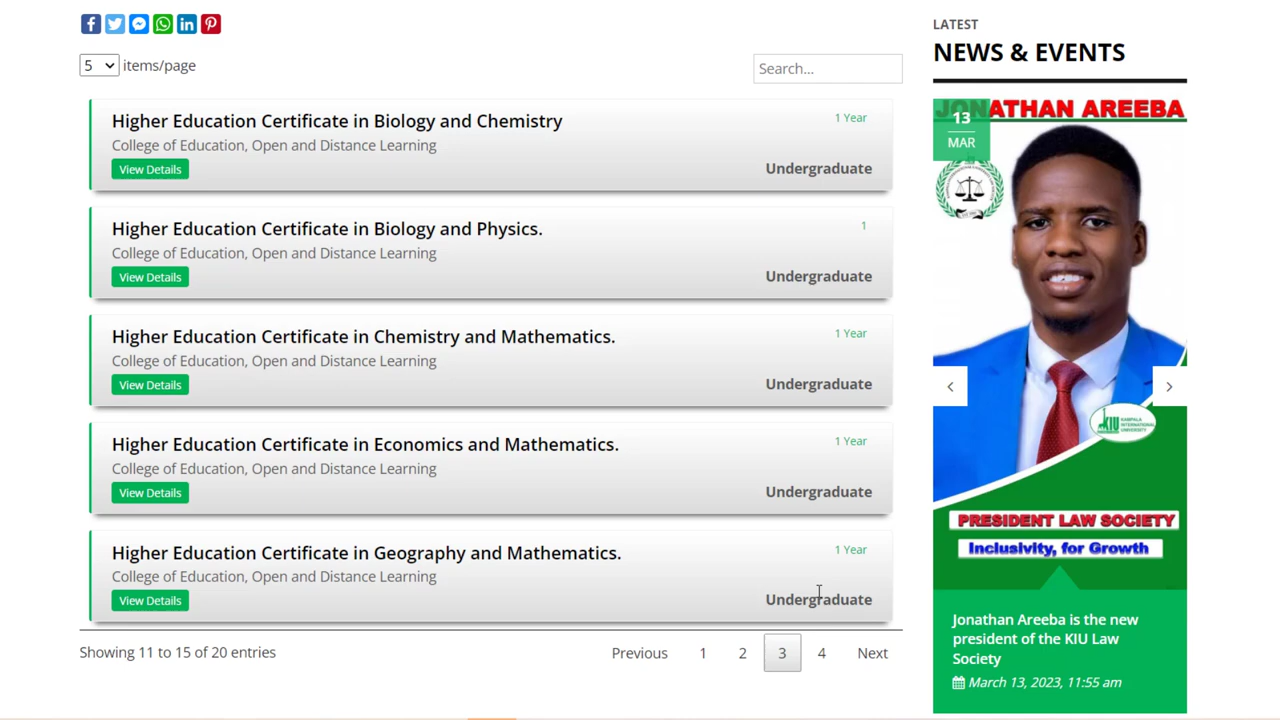 5 items/page
Search...
Higher Education Certificate in Biology and Chemistry
1 Year
College of Education, Open and Distance Learning
View Details
Undergraduate
Higher Education Certificate in Biology and Physics.
1
College of Education, Open and Distance Learning
View Details
Undergraduate
Higher Education Certificate in Chemistry and Mathematics.
1 Year
College of Education, Open and Distance Learning
View Details
Undergraduate
Higher Education Certificate in Economics and Mathematics.
1 Year
College of Education, Open and Distance Learning
View Details
Undergraduate
Higher Education Certificate in Geography and Mathematics.
1 Year
College of Education, Open and Distance Learning
View Details
Undergraduate
Showing 11 to 15 of 20 entries
Previous 1 2 3 4 Next
LATEST
NEWS & EVENTS
JONATHAN AREEBA
13
MAR
KIU KAMPALA
INTERNATIONAL
UNIVERSITY
PRESIDENT LAW SOCIETY
Inclusivity, for Growth
Jonathan Areeba is the new
president of the KIU Law
Society
March 13, 2023, 11:55 am